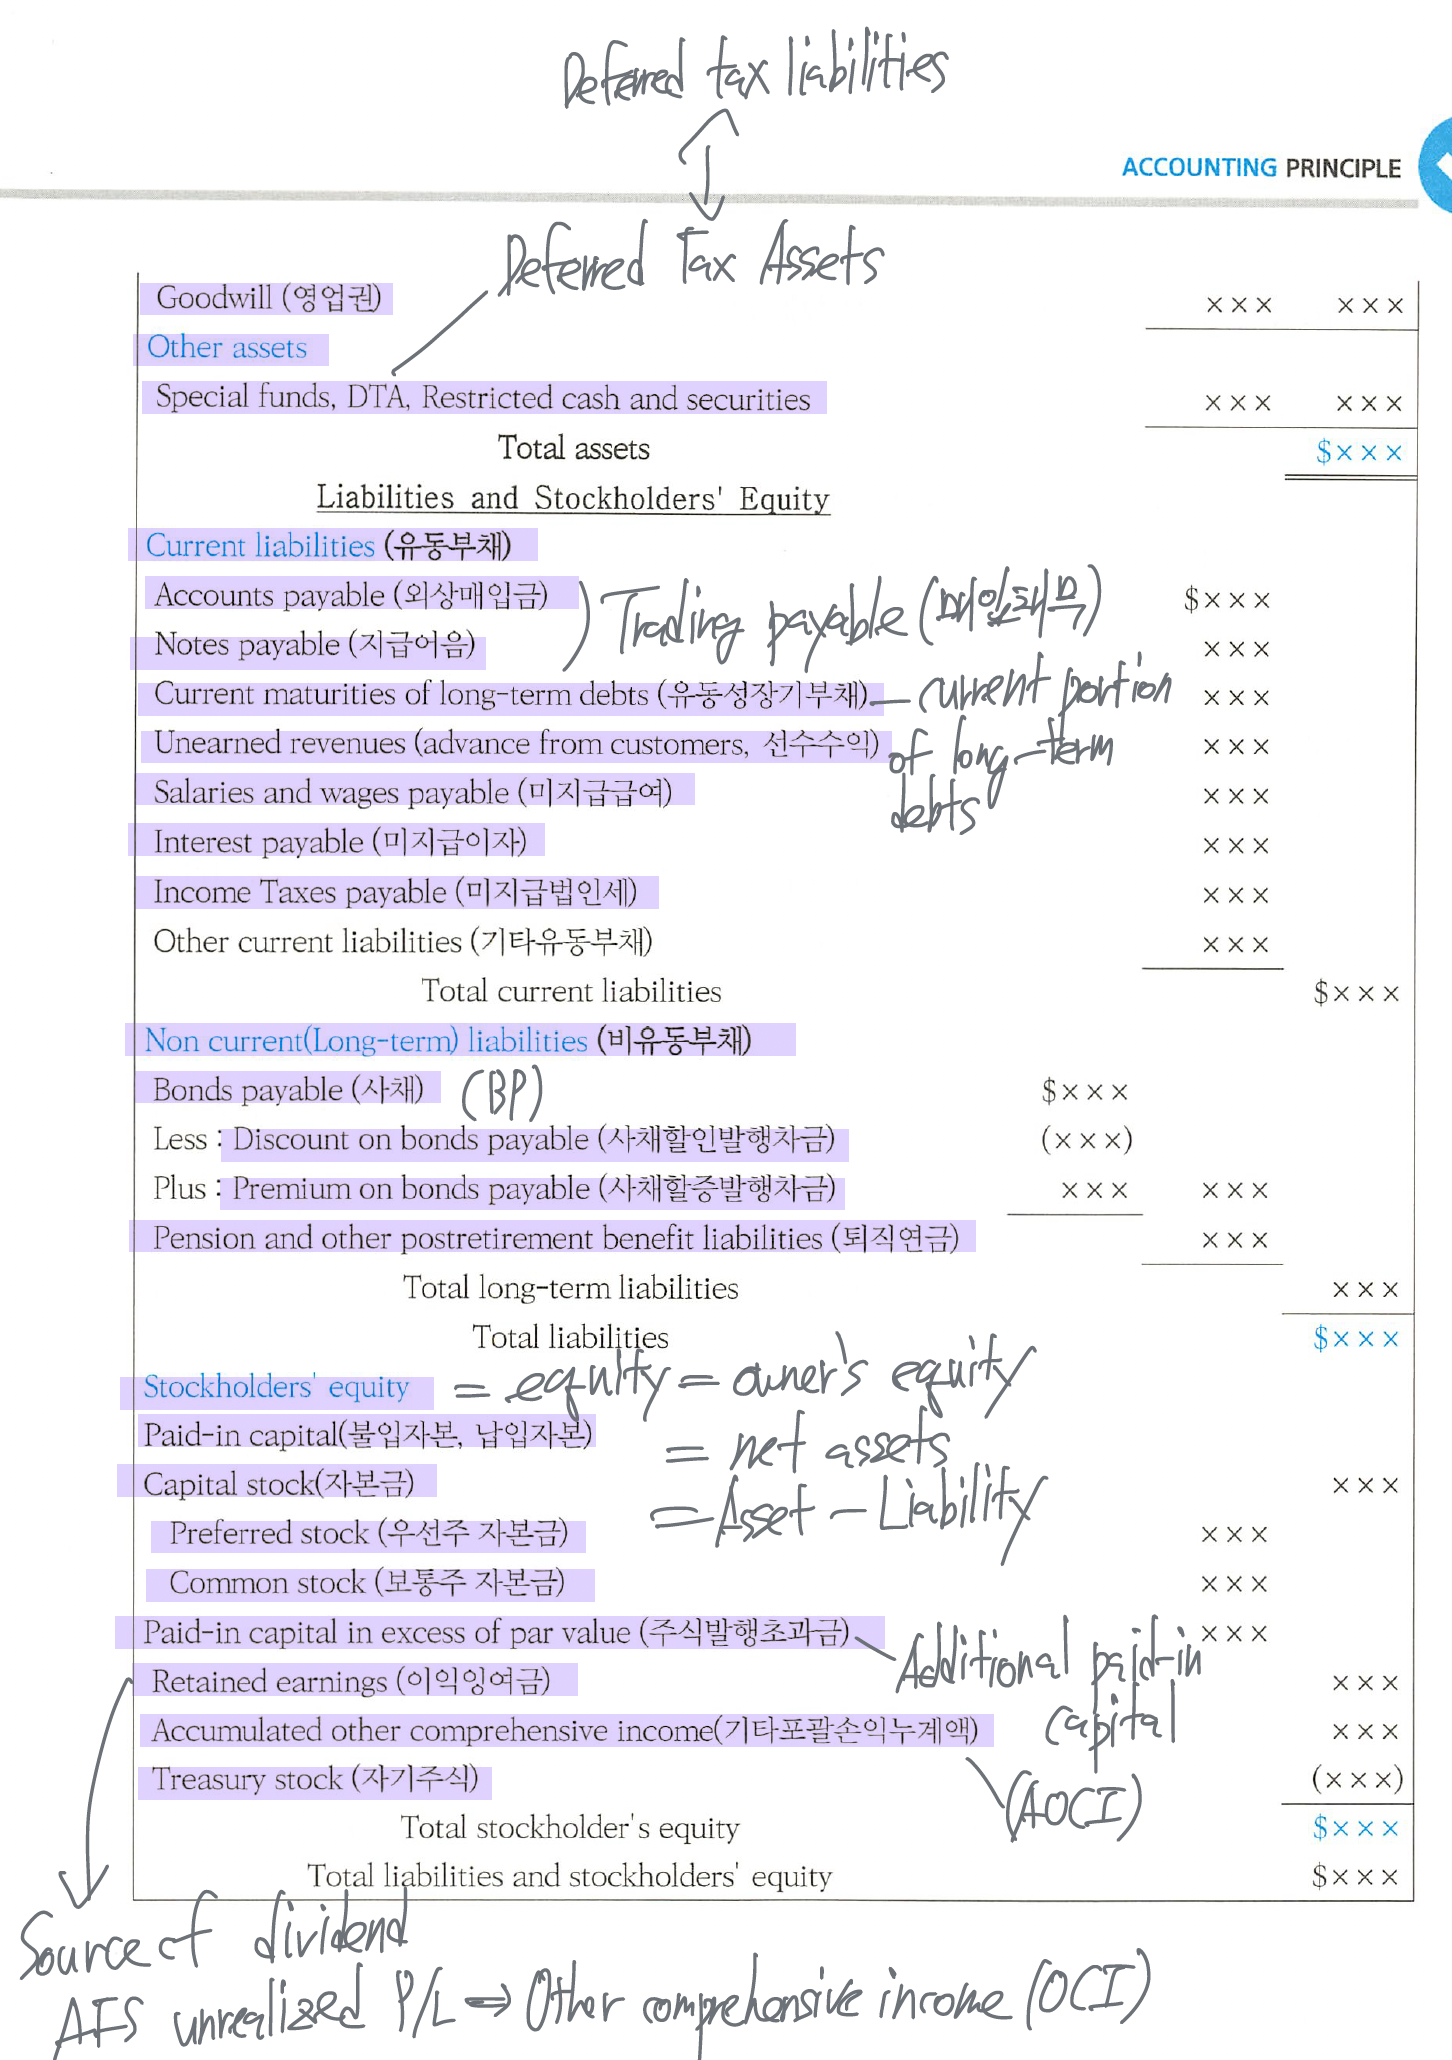 Deferred tax liabilities
ACCOUNTING PRINCIPLE
Deferred Tax Assets
Goodwill (영업권) ××× ×××
Other assets
Special funds, DTA, Restricted cash and securities ××× ×××
Total assets $×××
Liabilities and Stockholders' Equity
Current liabilities (유동부채)
Accounts payable (외상매입금) $×××
) Trading payable (매입채무)
Notes payable (지급어음) ×××
Current maturities of long-term debts (유동성장기부채) ×××
— current portion
of long-term
debts
Unearned revenues (advance from customers, 선수수익) ×××
Salaries and wages payable (미지급급여) ×××
Interest payable (미지급이자) ×××
Income Taxes payable (미지급법인세) ×××
Other current liabilities (기타유동부채) ×××
Total current liabilities $×××
Non current(Long-term) liabilities (비유동부채)
Bonds payable (사채) (BP) $×××
Less : Discount on bonds payable (사채할인발행차금) (×××)
Plus : Premium on bonds payable (사채할증발행차금) ××× ×××
Pension and other postretirement benefit liabilities (퇴직연금) ×××
Total long-term liabilities ×××
Total liabilities $×××
Stockholders' equity = equity = owner's equity
Paid-in capital(불입자본, 납입자본) = net assets
Capital stock(자본금) ×××
= Asset - Liability
Preferred stock (우선주 자본금) ×××
Common stock (보통주 자본금) ×××
Paid-in capital in excess of par value (주식발행초과금) ×××
Additional paid-in
capital
Retained earnings (이익잉여금) ×××
Accumulated other comprehensive income(기타포괄손익누계액) ×××
(AOCI)
Treasury stock (자기주식) (×××)
Total stockholder's equity $×××
Total liabilities and stockholders' equity $×××
Source of dividend
AFS unrealized P/L ⇒ Other comprehensive income (OCI)